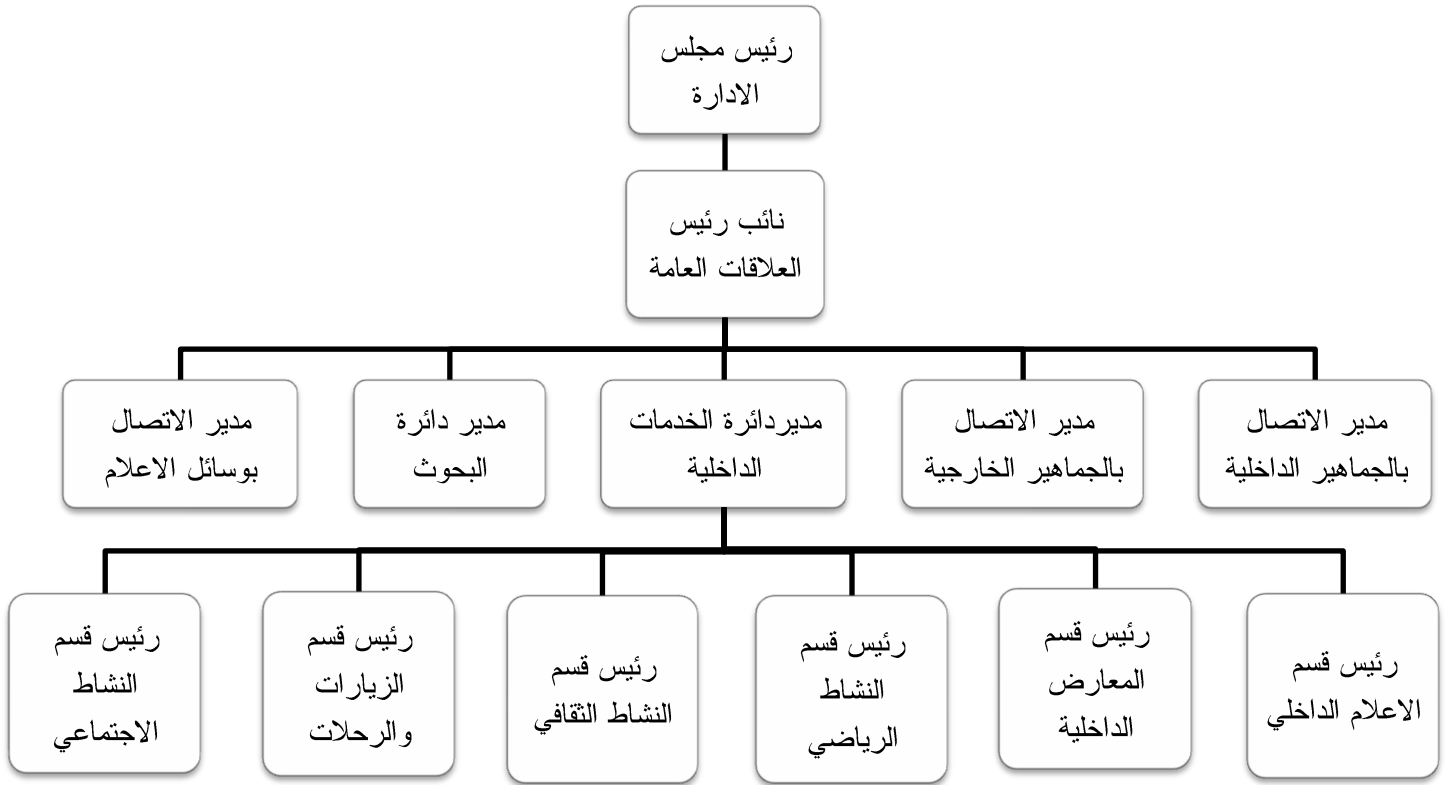 رئيس مجلس
الادارة
نائب رئيس
العلاقات العامة
مدير الاتصال
بالجماهير الداخلية
مدير الاتصال
بالجماهير الخارجية
مديردائرة الخدمات
الداخلية
مدير دائرة
البحوث
مدير الاتصال
بوسائل الاعلام
رئيس قسم
الاعلام الداخلي
رئيس قسم
المعارض
الداخلية
رئيس قسم
النشاط
الرياضي
رئيس قسم
النشاط الثقافي
رئيس قسم
الزيارات
والرحلات
رئيس قسم
النشاط
الاجتماعي